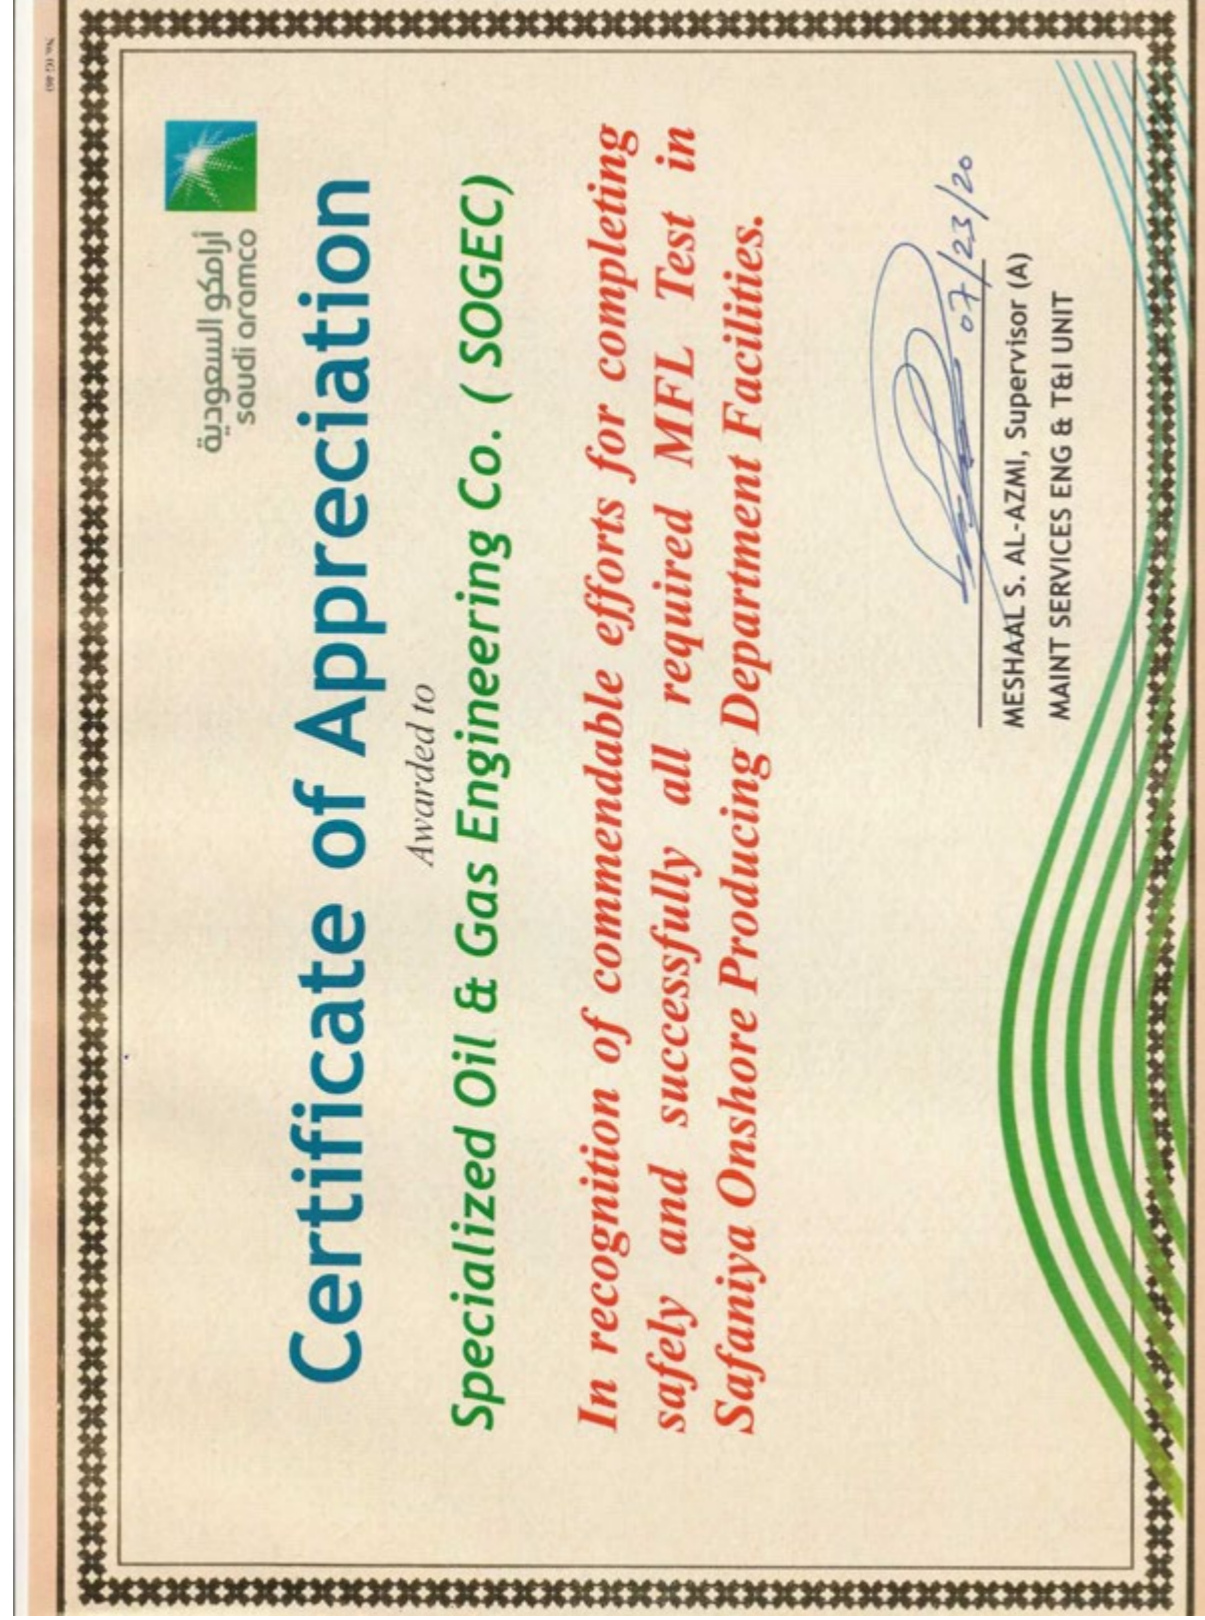 أرامكو السعودية
saudi aramco
Certificate of Appreciation
Awarded to
Specialized Oil & Gas Engineering Co. ( SOGEC)
In recognition of commendable efforts for completing
safely and successfully all required MFL Test in
Safaniya Onshore Producing Department Facilities.
07/23/20
MESHAAL S. AL-AZMI, Supervisor (A)
MAINT SERVICES ENG & T&I UNIT